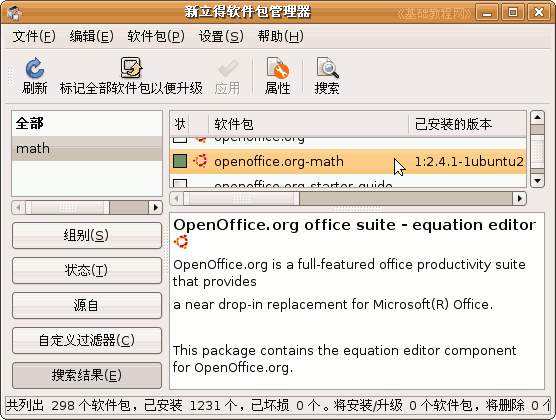 新立得软件包管理器
《基础教程网》
文件(F) 编辑(E) 软件包(P) 设置(S) 帮助(H)
刷新 标记全部软件包以便升级 应用 属性 搜索
全部
math
状 软件包 已安装的版本
openoffice.org
openoffice.org-math 1:2.4.1-1ubuntu2
openoffice.org-starter-guide
组别(S)
状态(T)
源自
自定义过滤器(C)
搜索结果(E)
OpenOffice.org office suite - equation editor
OpenOffice.org is a full-featured office productivity suite
that provides
a near drop-in replacement for Microsoft(R) Office.
This package contains the equation editor component
for OpenOffice.org.
共列出 298 个软件包，已安装 1231 个，已坏损 0 个。将安装/升级 0 个软件包，将删除 0 个